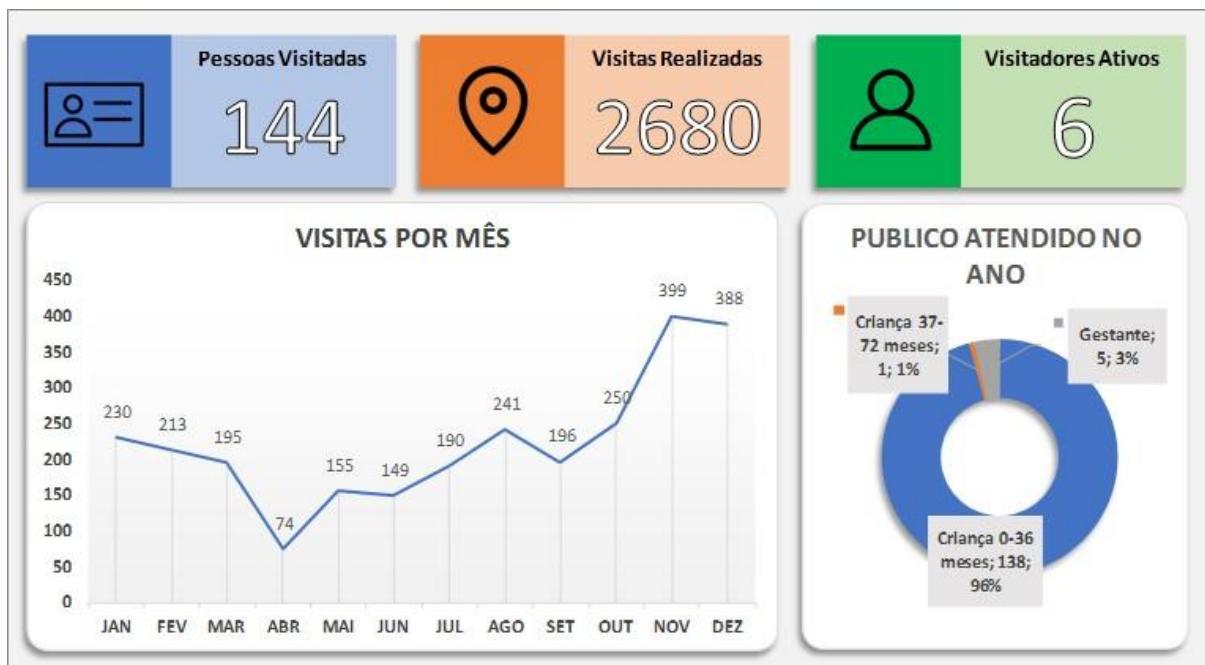 Pessoas Visitadas
144
Visitas Realizadas
2680
Visitadores Ativos
6
VISITAS POR MÊS
450
400
350
300
250
200
150
100
50
0
230
213
195
74
155
149
190
241
196
250
399
388
JAN
FEV
MAR
ABR
MAI
JUN
JUL
AGO
SET
OUT
NOV
DEZ
PUBLICO ATENDIDO NO
ANO
Criança 37-
72 meses;
1; 1%
Gestante;
5; 3%
Criança 0-36
meses; 138;
96%